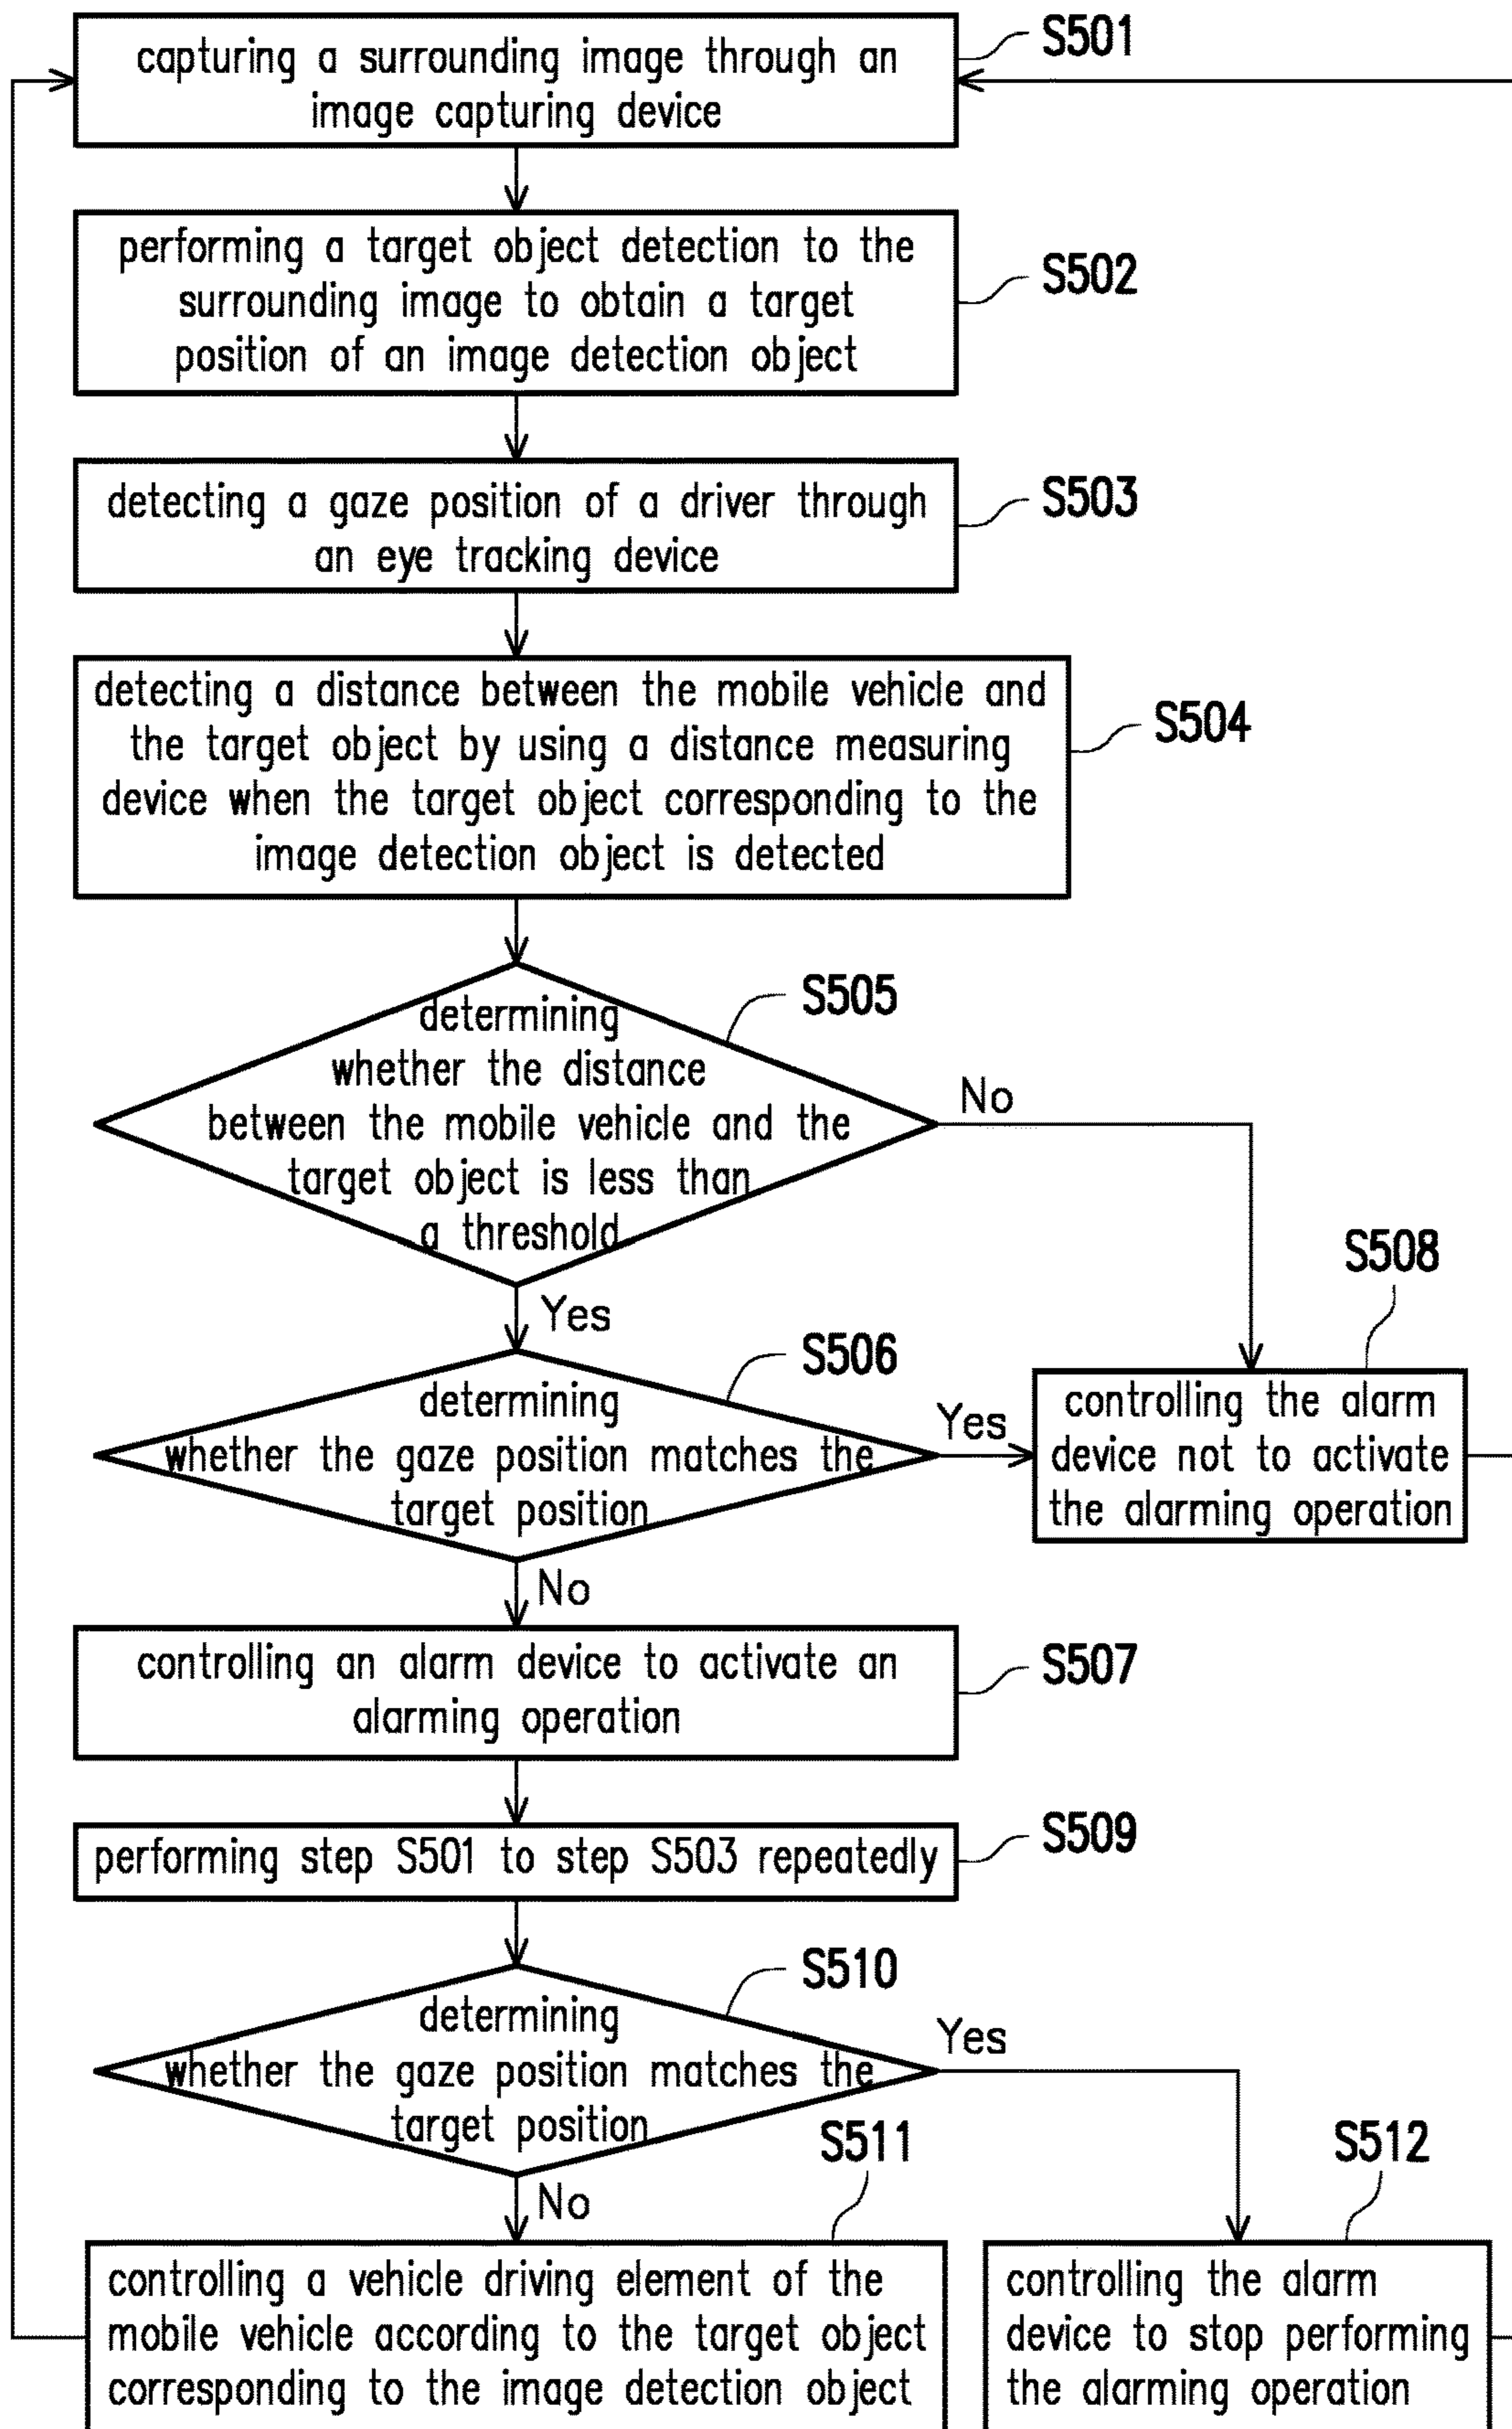 capturing a surrounding image through an
image capturing device
S501
performing a target object detection to the
surrounding image to obtain a target
position of an image detection object
S502
detecting a gaze position of a driver through
an eye tracking device
S503
detecting a distance between the mobile vehicle and
the target object by using a distance measuring
device when the target object corresponding to the
image detection object is detected
S504
determining
whether the distance
between the mobile vehicle and the
target object is less than
a threshold
S505
No
Yes
determining
whether the gaze position matches the
target position
S506
Yes
No
controlling the alarm
device not to activate
the alarming operation
S508
controlling an alarm device to activate an
alarming operation
S507
performing step S501 to step S503 repeatedly
S509
determining
whether the gaze position matches the
target position
S510
Yes
No
controlling a vehicle driving element of the
mobile vehicle according to the target object
corresponding to the image detection object
S511
controlling the alarm
device to stop performing
the alarming operation
S512